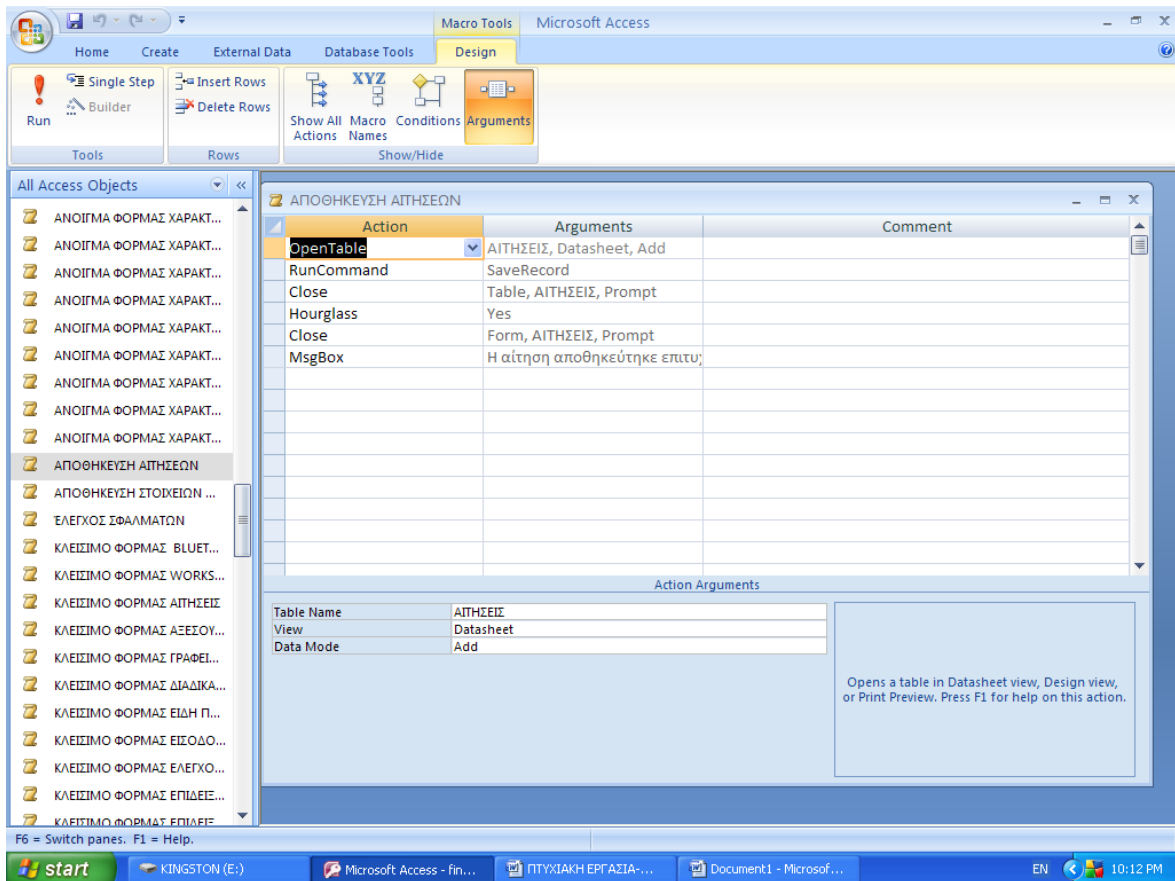 Macro Tools Microsoft Access
Home Create External Data Database Tools Design
Run
Single Step
Builder
Tools
Insert Rows
Delete Rows
Rows
Show All Actions
XYZ
Macro Names
Conditions
Arguments
Show/Hide
All Access Objects
ΑΝΟΙΓΜΑ ΦΟΡΜΑΣ ΧΑΡΑΚΤ...
ΑΝΟΙΓΜΑ ΦΟΡΜΑΣ ΧΑΡΑΚΤ...
ΑΝΟΙΓΜΑ ΦΟΡΜΑΣ ΧΑΡΑΚΤ...
ΑΝΟΙΓΜΑ ΦΟΡΜΑΣ ΧΑΡΑΚΤ...
ΑΝΟΙΓΜΑ ΦΟΡΜΑΣ ΧΑΡΑΚΤ...
ΑΝΟΙΓΜΑ ΦΟΡΜΑΣ ΧΑΡΑΚΤ...
ΑΝΟΙΓΜΑ ΦΟΡΜΑΣ ΧΑΡΑΚΤ...
ΑΝΟΙΓΜΑ ΦΟΡΜΑΣ ΧΑΡΑΚΤ...
ΑΝΟΙΓΜΑ ΦΟΡΜΑΣ ΧΑΡΑΚΤ...
ΑΠΟΘΗΚΕΥΣΗ ΑΙΤΗΣΕΩΝ
ΑΠΟΘΗΚΕΥΣΗ ΣΤΟΙΧΕΙΩΝ ...
ΈΛΕΓΧΟΣ ΣΦΑΛΜΑΤΩΝ
ΚΛΕΙΣΙΜΟ ΦΟΡΜΑΣ BLUET...
ΚΛΕΙΣΙΜΟ ΦΟΡΜΑΣ WORKS...
ΚΛΕΙΣΙΜΟ ΦΟΡΜΑΣ ΑΙΤΗΣΕΙΣ
ΚΛΕΙΣΙΜΟ ΦΟΡΜΑΣ ΑΞΕΣΟΥ...
ΚΛΕΙΣΙΜΟ ΦΟΡΜΑΣ ΓΡΑΦΕΙ...
ΚΛΕΙΣΙΜΟ ΦΟΡΜΑΣ ΔΙΑΔΙΚΑ...
ΚΛΕΙΣΙΜΟ ΦΟΡΜΑΣ ΕΙΔΗ Π...
ΚΛΕΙΣΙΜΟ ΦΟΡΜΑΣ ΕΙΣΟΔΟ...
ΚΛΕΙΣΙΜΟ ΦΟΡΜΑΣ ΕΛΕΓΧΟ...
ΚΛΕΙΣΙΜΟ ΦΟΡΜΑΣ ΕΠΙΔΕΙΞ...
ΚΛΕΙΣΙΜΟ ΦΟΡΜΑΣ ΕΠΙΔΕΙΞ...
ΑΠΟΘΗΚΕΥΣΗ ΑΙΤΗΣΕΩΝ
Action Arguments Comment
OpenTable ΑΙΤΗΣΕΙΣ, Datasheet, Add
RunCommand SaveRecord
Close Table, ΑΙΤΗΣΕΙΣ, Prompt
Hourglass Yes
Close Form, ΑΙΤΗΣΕΙΣ, Prompt
MsgBox Η αίτηση αποθηκεύτηκε επιτυχ
Action Arguments
Table Name ΑΙΤΗΣΕΙΣ
View Datasheet
Data Mode Add
Opens a table in Datasheet view, Design view,
or Print Preview. Press F1 for help on this action.
F6 = Switch panes. F1 = Help.
start KINGSTON (E:) Microsoft Access - fin... ΠΤΥΧΙΑΚΗ ΕΡΓΑΣΙΑ-... Document1 - Microsof... EN 10:12 PM